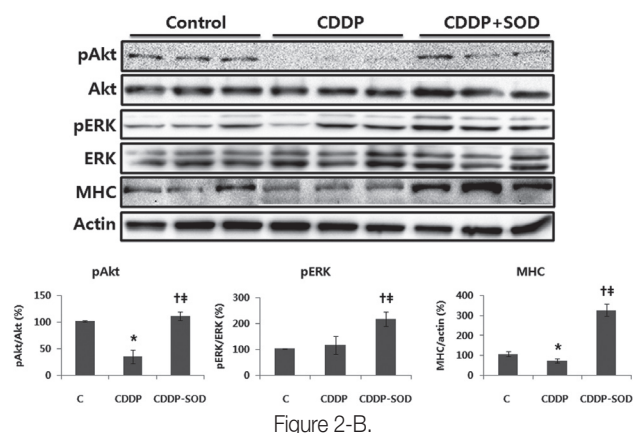 Control CDDP CDDP+SOD
pAkt
Akt
pERK
ERK
MHC
Actin
pAkt
pAkt/Akt (%)
150
100
50
0
*
†‡
C CDDP CDDP-SOD
pERK
pERK/ERK (%)
300
200
100
0
†‡
C CDDP CDDP-SOD
MHC
MHC/actin (%)
400
300
200
100
0
*
†‡
C CDDP CDDP-SOD
Figure 2-B.